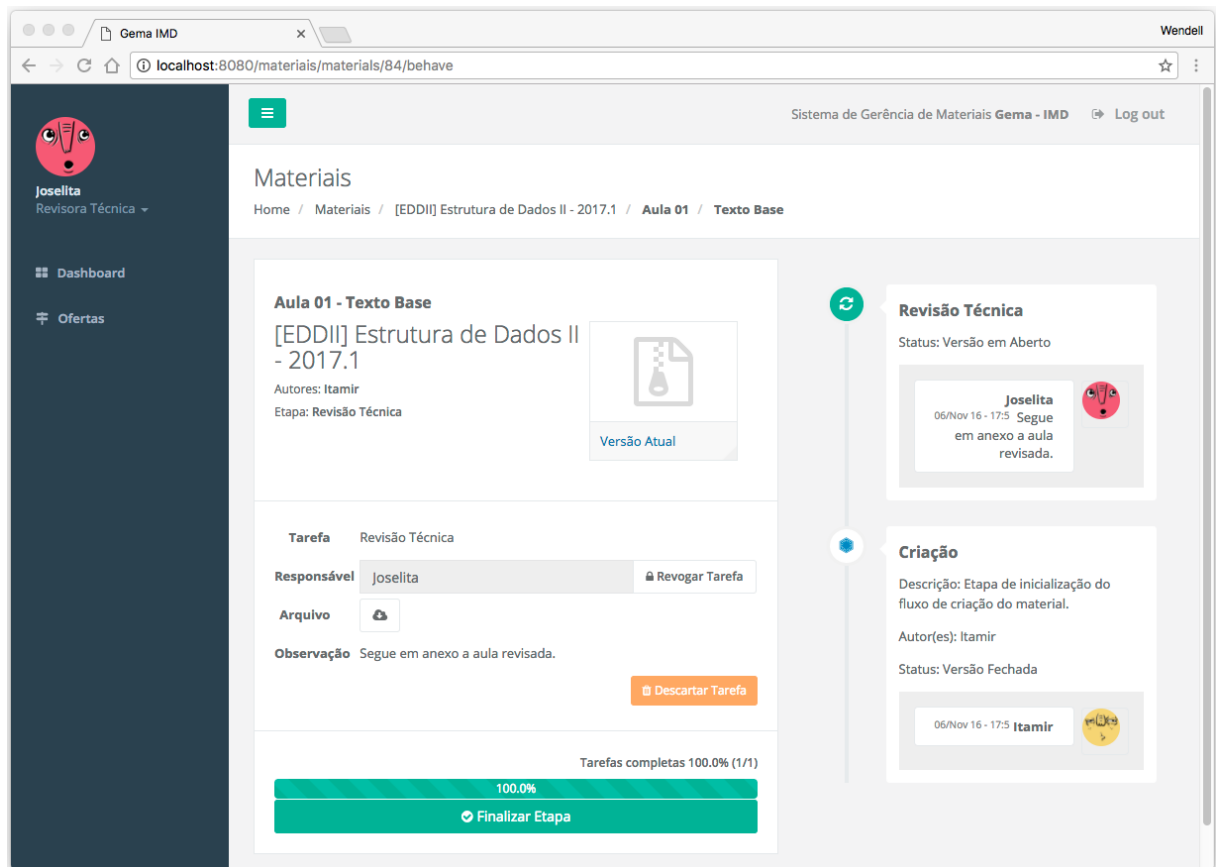 Gema IMD
Wendell
localhost:8080/materiais/materials/84/behave
Joselita
Revisora Técnica
Dashboard
Ofertas
Sistema de Gerência de Materiais Gema - IMD Log out
Materiais
Home / Materiais / [EDDII] Estrutura de Dados II - 2017.1 / Aula 01 / Texto Base
Aula 01 - Texto Base
[EDDII] Estrutura de Dados II
- 2017.1
Autores: Itamir
Etapa: Revisão Técnica
Versão Atual
Tarefa Revisão Técnica
Responsável Joselita Revogar Tarefa
Arquivo
Observação Segue em anexo a aula revisada.
Descartar Tarefa
Tarefas completas 100.0% (1/1)
100.0%
Finalizar Etapa
Revisão Técnica
Status: Versão em Aberto
Joselita
06/Nov 16 - 17:5 Segue
em anexo a aula
revisada.
Criação
Descrição: Etapa de inicialização do
fluxo de criação do material.
Autor(es): Itamir
Status: Versão Fechada
06/Nov 16 - 17:5 Itamir